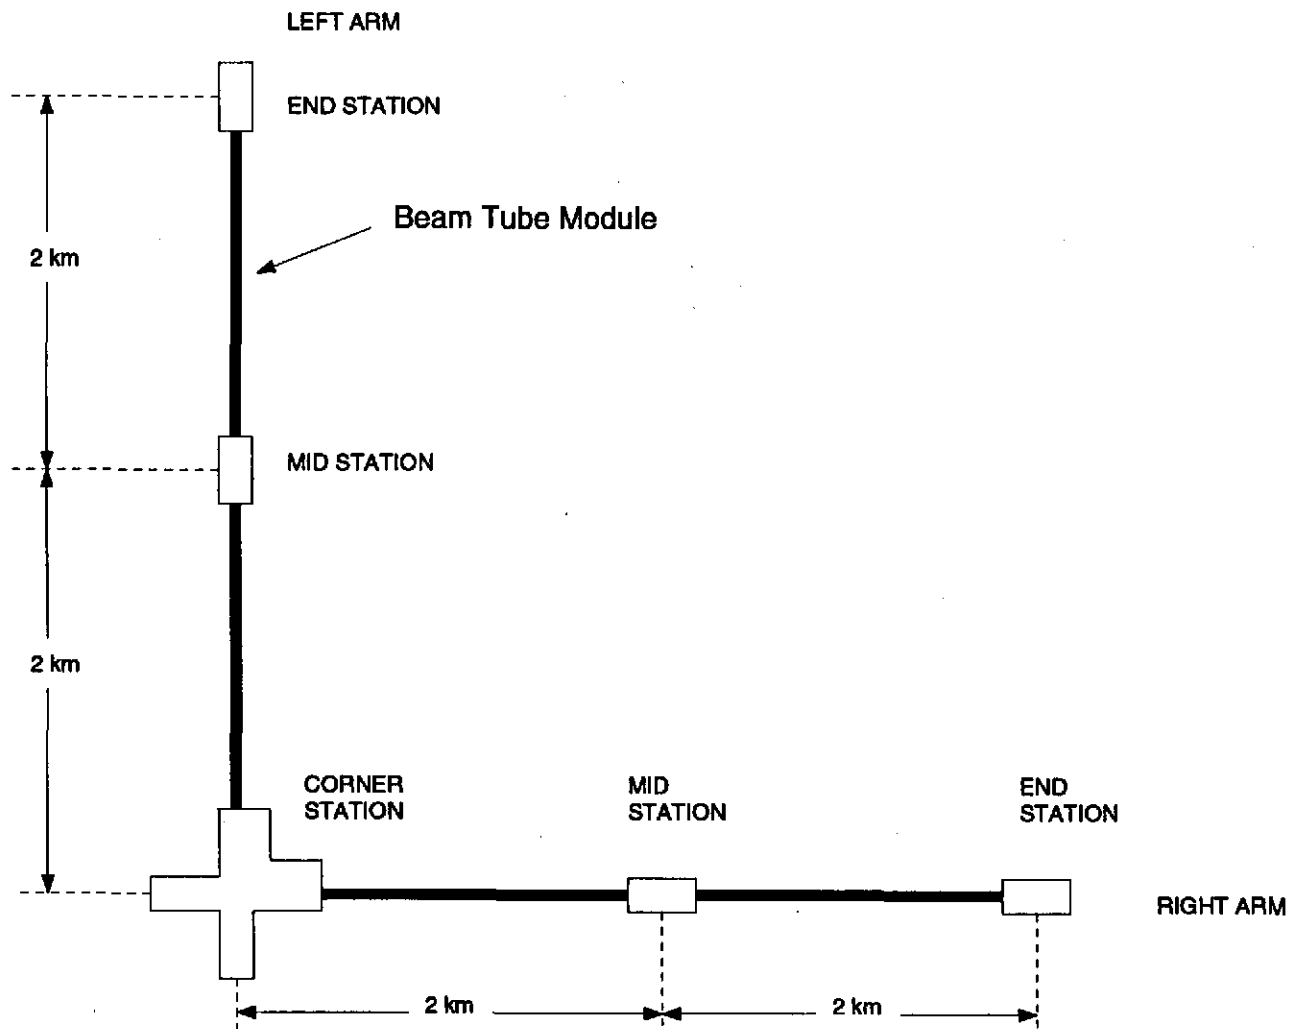 LEFT ARM
END STATION
Beam Tube Module
2 km
MID STATION
2 km
CORNER
STATION
MID
STATION
END
STATION
RIGHT ARM
2 km
2 km